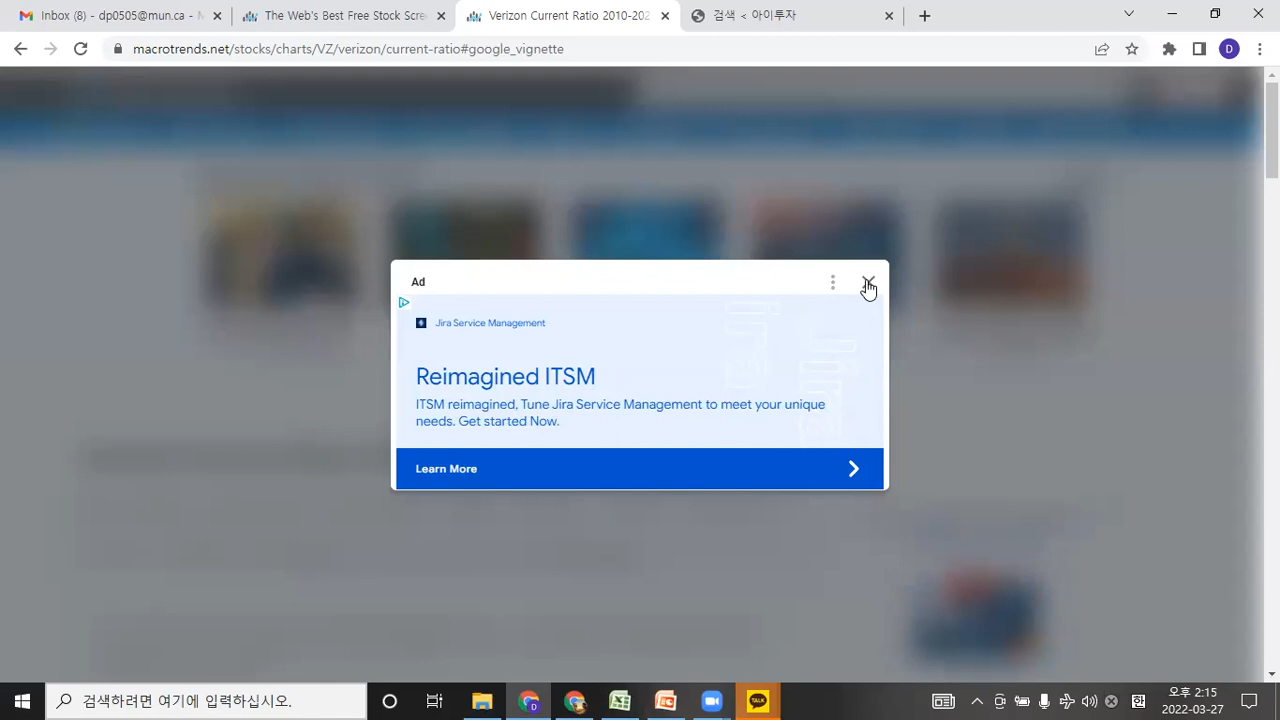 Inbox (8) - dp0505@mun.ca - M
The Web's Best Free Stock Scre
Verizon Current Ratio 2010-202
검색 < 아이투자
macrotrends.net/stocks/charts/VZ/verizon/current-ratio#google_vignette
D
Ad
Jira Service Management
Reimagined ITSM
ITSM reimagined, Tune Jira Service Management to meet your unique
needs. Get started Now.
Learn More
검색하려면 여기에 입력하십시오.
D
TALK
오후 2:15
2022-03-27